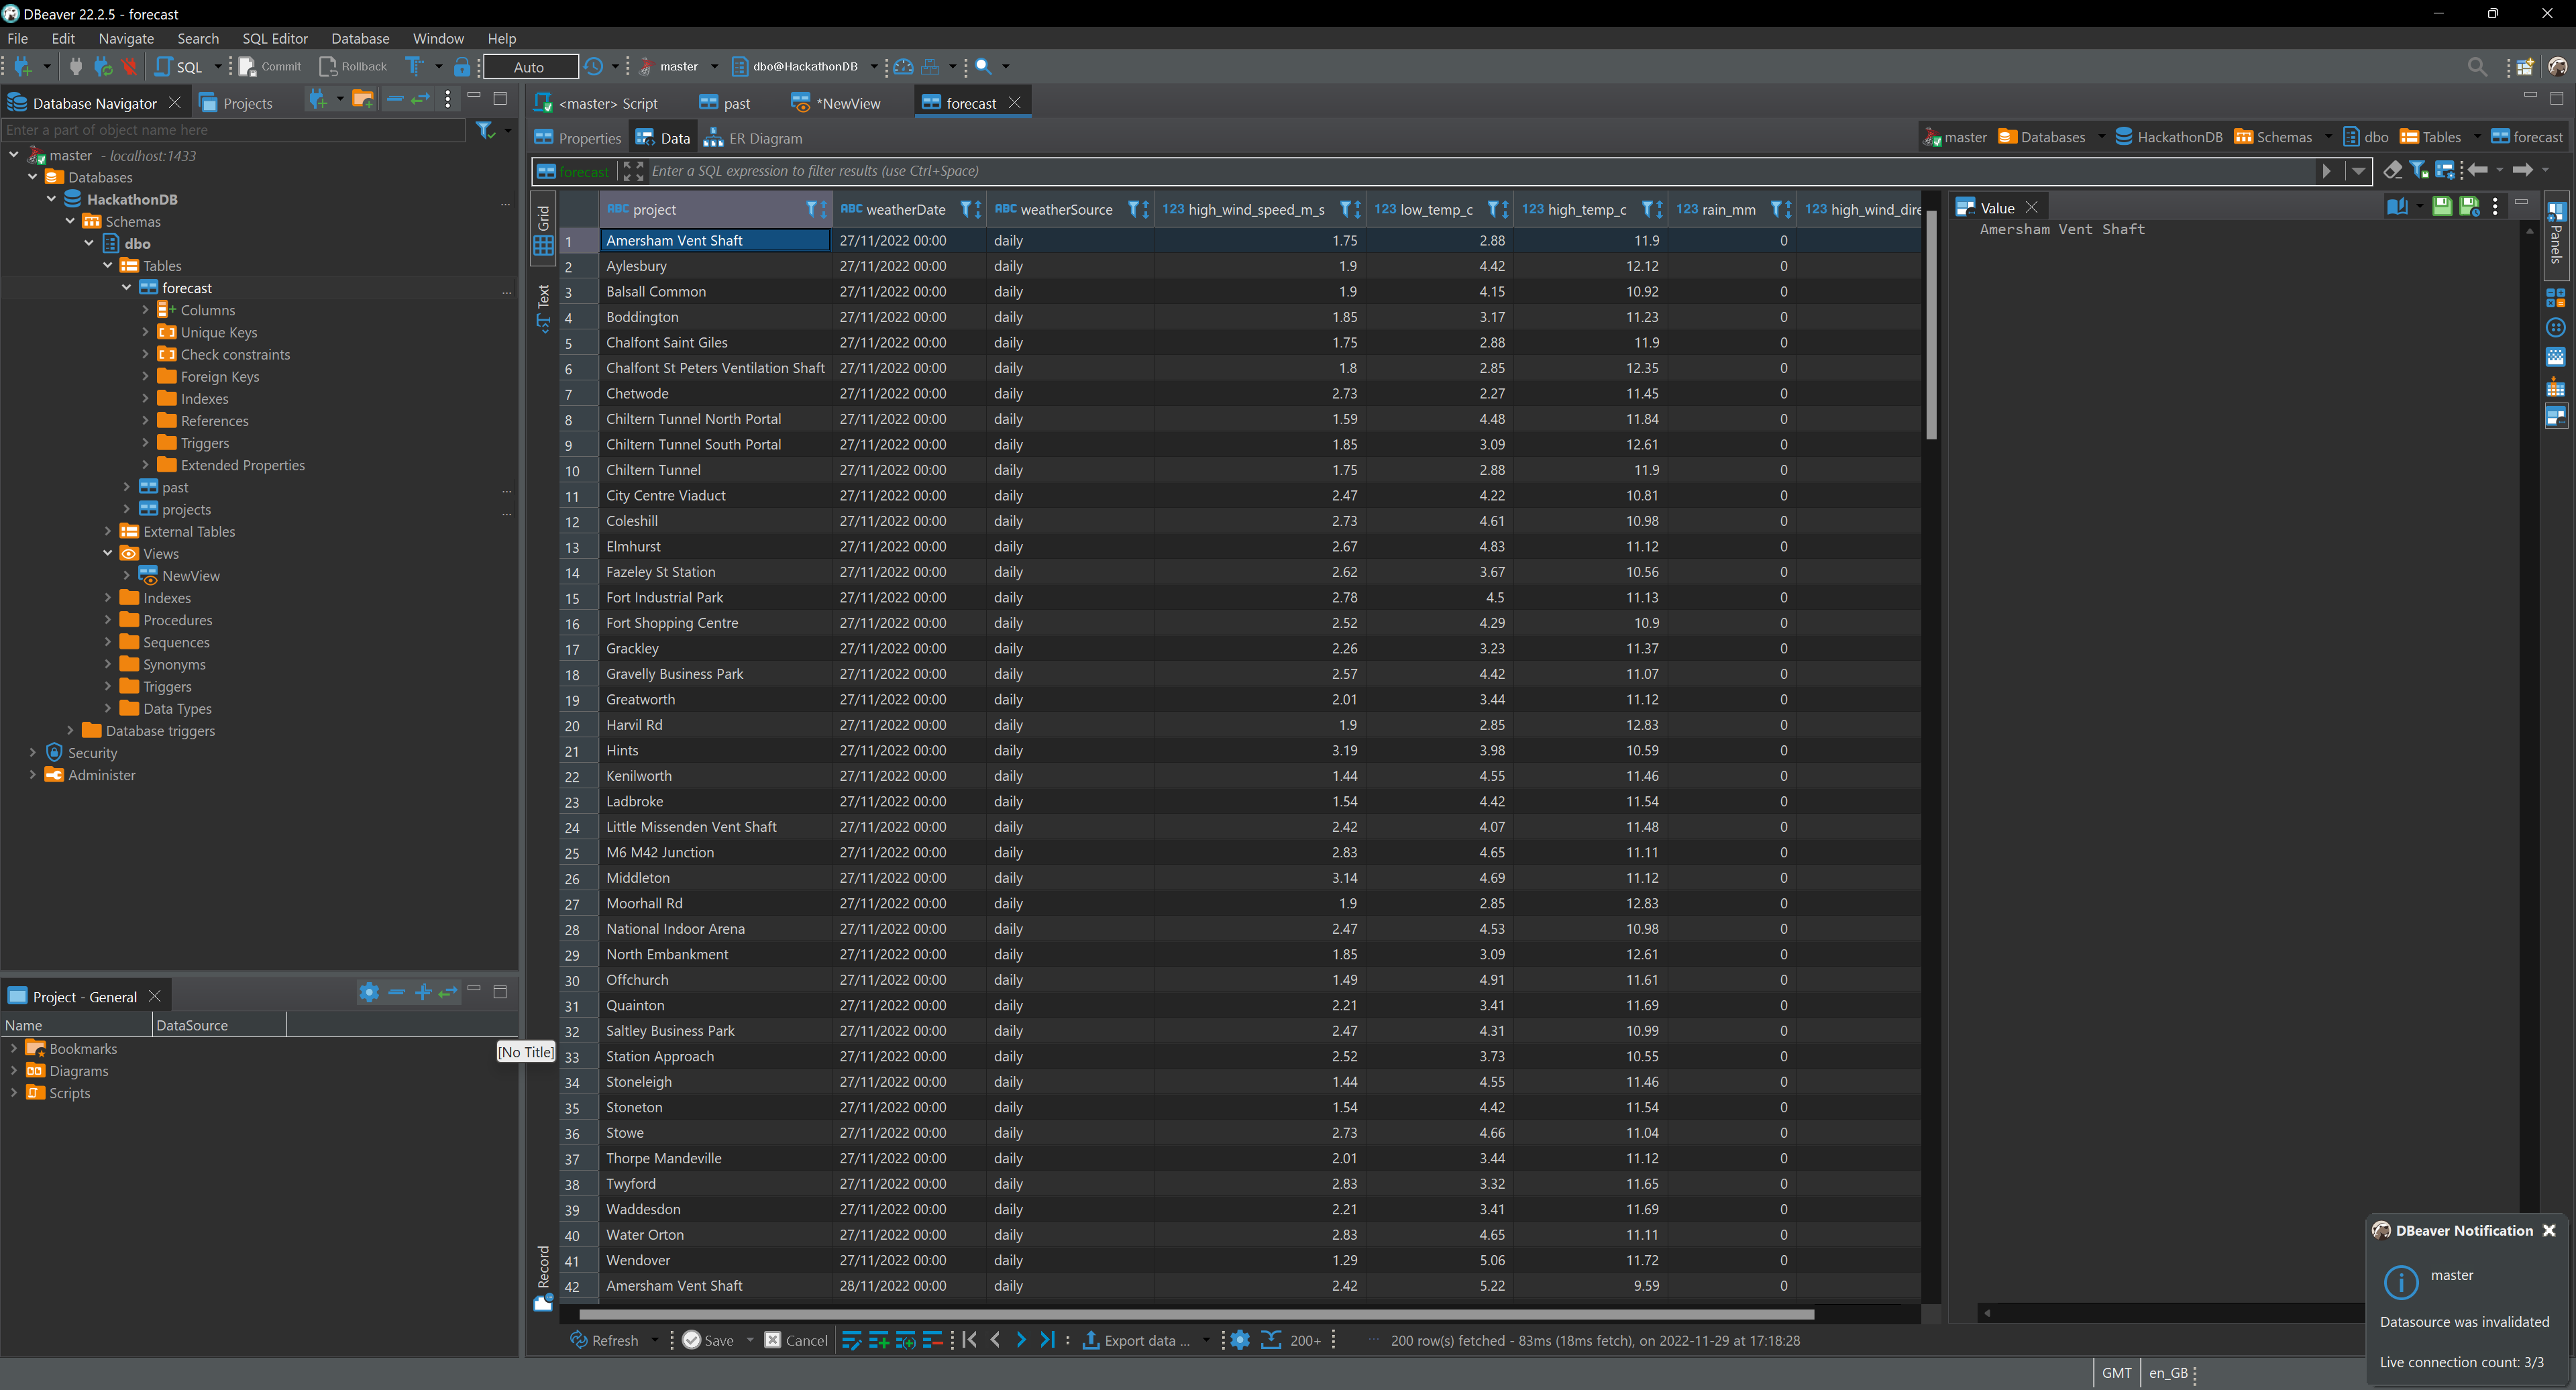 DBeaver 22.2.5 - forecast
File Edit Navigate Search SQL Editor Database Window Help
SQL Commit Rollback Auto master dbo@HackathonDB
Database Navigator Projects
Enter a part of object name here
master - localhost:1433
Databases
HackathonDB
Schemas
dbo
Tables
forecast
Columns
Unique Keys
Check constraints
Foreign Keys
Indexes
References
Triggers
Extended Properties
past
projects
External Tables
Views
NewView
Indexes
Procedures
Sequences
Synonyms
Triggers
Data Types
Database triggers
Security
Administer
Project - General
Name DataSource
Bookmarks
Diagrams
Scripts
[No Title]
<master> Script past *NewView forecast
Properties Data ER Diagram
master Databases HackathonDB Schemas dbo Tables forecast
forecast Enter a SQL expression to filter results (use Ctrl+Space)
Grid
Text
Record
ABC project ABC weatherDate ABC weatherSource 123 high_wind_speed_m_s 123 low_temp_c 123 high_temp_c 123 rain_mm 123 high_wind_dire
1 Amersham Vent Shaft 27/11/2022 00:00 daily 1.75 2.88 11.9 0
2 Aylesbury 27/11/2022 00:00 daily 1.9 4.42 12.12 0
3 Balsall Common 27/11/2022 00:00 daily 1.9 4.15 10.92 0
4 Boddington 27/11/2022 00:00 daily 1.85 3.17 11.23 0
5 Chalfont Saint Giles 27/11/2022 00:00 daily 1.75 2.88 11.9 0
6 Chalfont St Peters Ventilation Shaft 27/11/2022 00:00 daily 1.8 2.85 12.35 0
7 Chetwode 27/11/2022 00:00 daily 2.73 2.27 11.45 0
8 Chiltern Tunnel North Portal 27/11/2022 00:00 daily 1.59 4.48 11.84 0
9 Chiltern Tunnel South Portal 27/11/2022 00:00 daily 1.85 3.09 12.61 0
10 Chiltern Tunnel 27/11/2022 00:00 daily 1.75 2.88 11.9 0
11 City Centre Viaduct 27/11/2022 00:00 daily 2.47 4.22 10.81 0
12 Coleshill 27/11/2022 00:00 daily 2.73 4.61 10.98 0
13 Elmhurst 27/11/2022 00:00 daily 2.67 4.83 11.12 0
14 Fazeley St Station 27/11/2022 00:00 daily 2.62 3.67 10.56 0
15 Fort Industrial Park 27/11/2022 00:00 daily 2.78 4.5 11.13 0
16 Fort Shopping Centre 27/11/2022 00:00 daily 2.52 4.29 10.9 0
17 Grackley 27/11/2022 00:00 daily 2.26 3.23 11.37 0
18 Gravelly Business Park 27/11/2022 00:00 daily 2.57 4.42 11.07 0
19 Greatworth 27/11/2022 00:00 daily 2.01 3.44 11.12 0
20 Harvil Rd 27/11/2022 00:00 daily 1.9 2.85 12.83 0
21 Hints 27/11/2022 00:00 daily 3.19 3.98 10.59 0
22 Kenilworth 27/11/2022 00:00 daily 1.44 4.55 11.46 0
23 Ladbroke 27/11/2022 00:00 daily 1.54 4.42 11.54 0
24 Little Missenden Vent Shaft 27/11/2022 00:00 daily 2.42 4.07 11.48 0
25 M6 M42 Junction 27/11/2022 00:00 daily 2.83 4.65 11.11 0
26 Middleton 27/11/2022 00:00 daily 3.14 4.69 11.12 0
27 Moorhall Rd 27/11/2022 00:00 daily 1.9 2.85 12.83 0
28 National Indoor Arena 27/11/2022 00:00 daily 2.47 4.53 10.98 0
29 North Embankment 27/11/2022 00:00 daily 1.85 3.09 12.61 0
30 Offchurch 27/11/2022 00:00 daily 1.49 4.91 11.61 0
31 Quainton 27/11/2022 00:00 daily 2.21 3.41 11.69 0
32 Saltley Business Park 27/11/2022 00:00 daily 2.47 4.31 10.99 0
33 Station Approach 27/11/2022 00:00 daily 2.52 3.73 10.55 0
34 Stoneleigh 27/11/2022 00:00 daily 1.44 4.55 11.46 0
35 Stoneton 27/11/2022 00:00 daily 1.54 4.42 11.54 0
36 Stowe 27/11/2022 00:00 daily 2.73 4.66 11.04 0
37 Thorpe Mandeville 27/11/2022 00:00 daily 2.01 3.44 11.12 0
38 Twyford 27/11/2022 00:00 daily 2.83 3.32 11.65 0
39 Waddesdon 27/11/2022 00:00 daily 2.21 3.41 11.69 0
40 Water Orton 27/11/2022 00:00 daily 2.83 4.65 11.11 0
41 Wendover 27/11/2022 00:00 daily 1.29 5.06 11.72 0
42 Amersham Vent Shaft 28/11/2022 00:00 daily 2.42 5.22 9.59 0
Refresh Save Cancel Export data ... 200+ ... 200 row(s) fetched - 83ms (18ms fetch), on 2022-11-29 at 17:18:28
Value
Amersham Vent Shaft
Panels
DBeaver Notification
master
Datasource was invalidated
Live connection count: 3/3
GMT en_GB